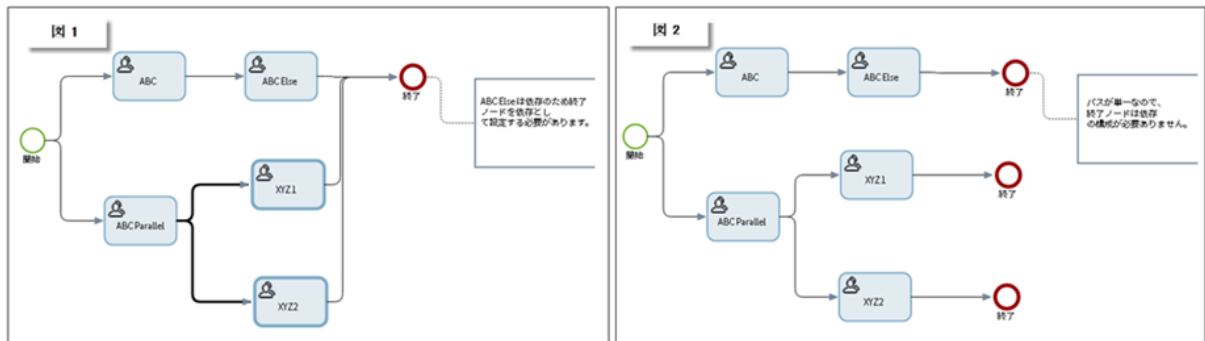 図 1
ABC
ABC Else
終了
開始
ABC Elseは依存のため終了
ノードを依存とし
て設定する必要があります。
XYZ1
ABC Parallel
XYZ2
図 2
ABC
ABC Else
終了
開始
パスが単一なので、
終了ノードは依存
の構成が必要ありません。
XYZ1
終了
ABC Parallel
XYZ2
終了